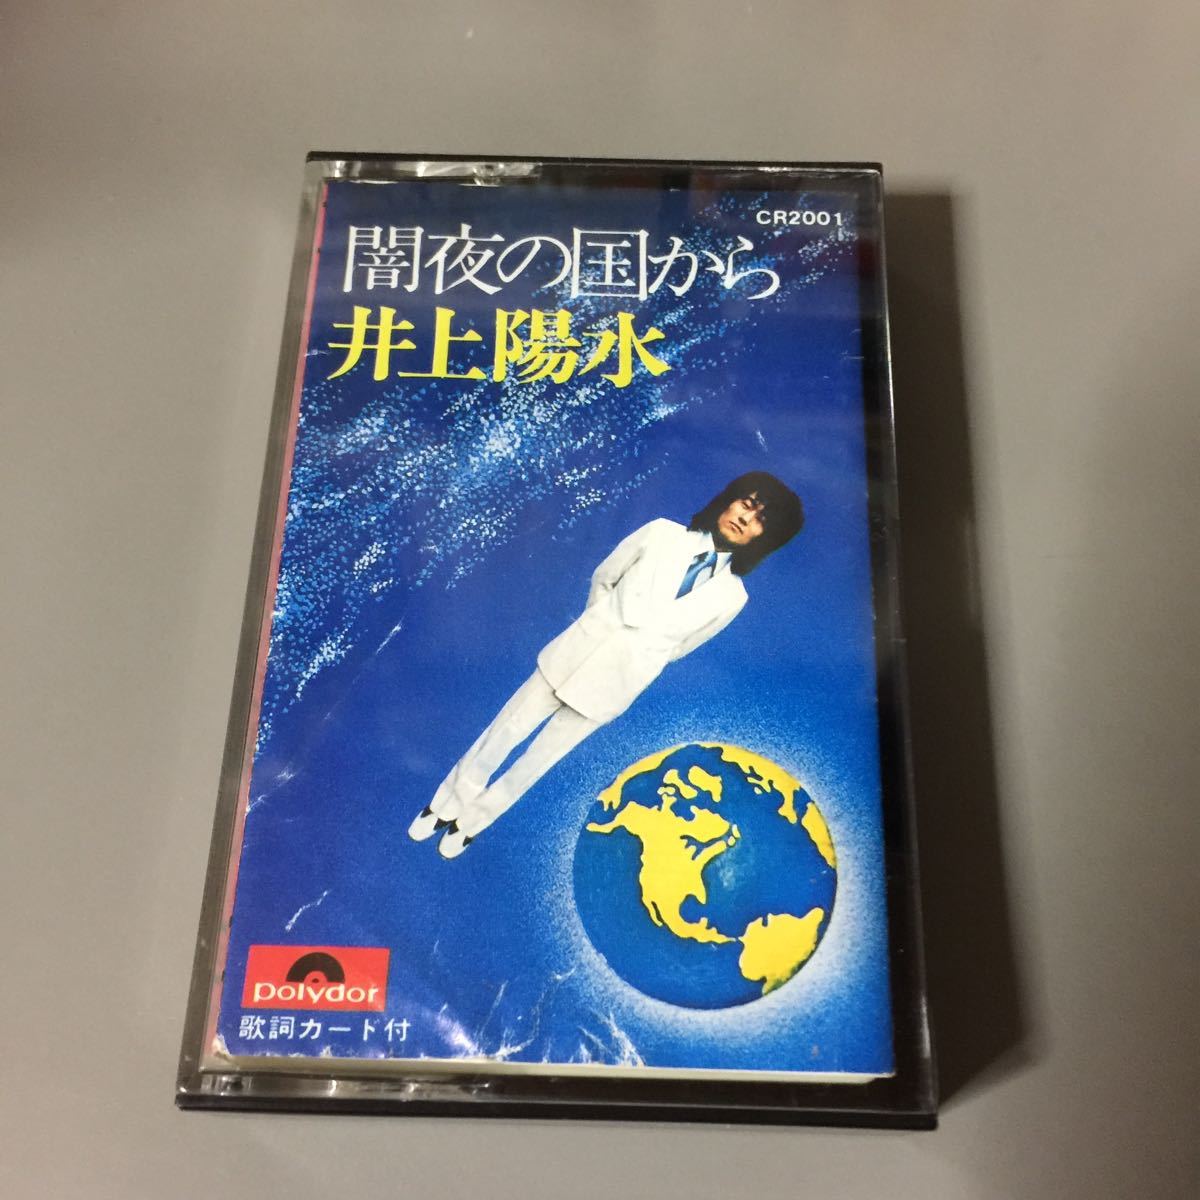 CR2001
闇夜の国から
井上陽水
polydor
歌詞カード付